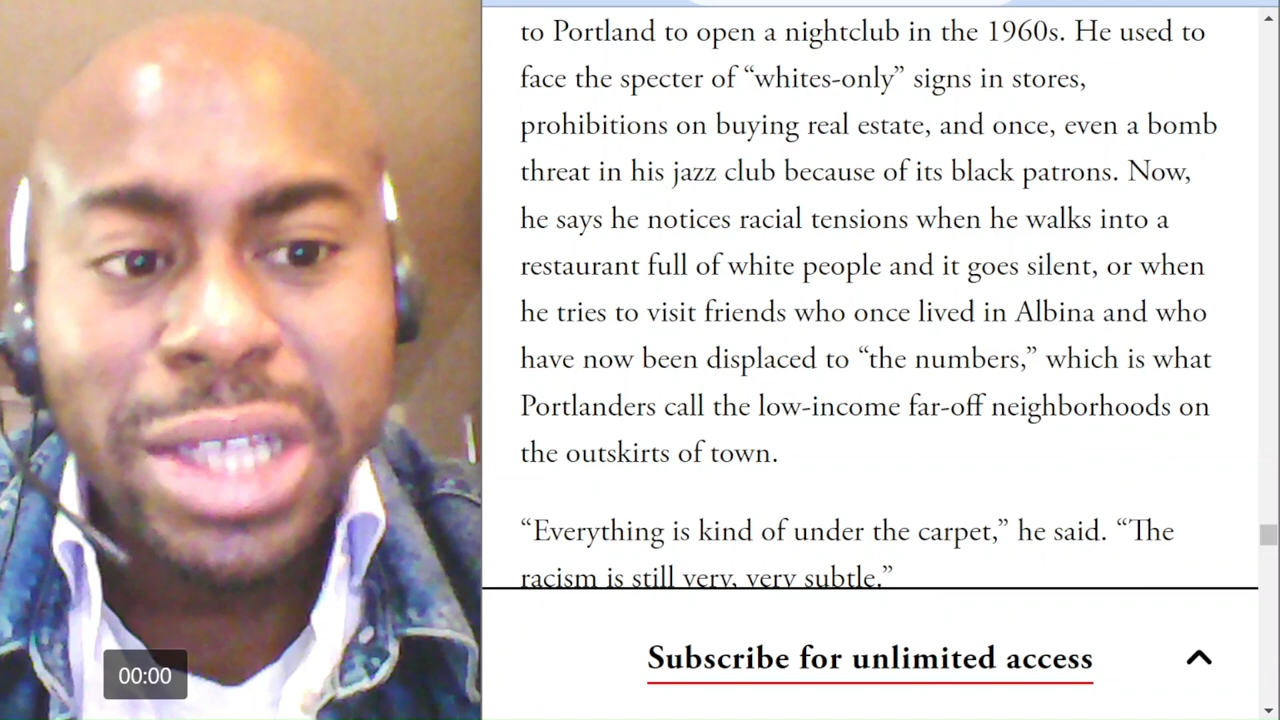 to Portland to open a nightclub in the 1960s. He used to
face the specter of “whites-only” signs in stores,
prohibitions on buying real estate, and once, even a bomb
threat in his jazz club because of its black patrons. Now,
he says he notices racial tensions when he walks into a
restaurant full of white people and it goes silent, or when
he tries to visit friends who once lived in Albina and who
have now been displaced to “the numbers,” which is what
Portlanders call the low-income far-off neighborhoods on
the outskirts of town.
“Everything is kind of under the carpet,” he said. “The
racism is still very, very subtle.”
Subscribe for unlimited access
00:00